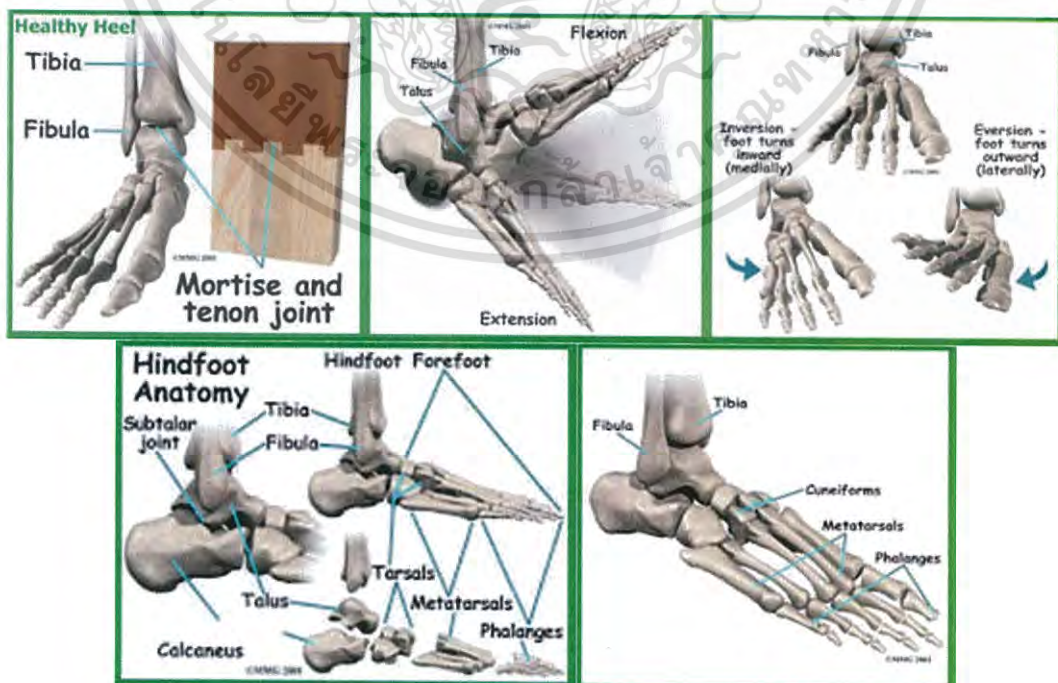 Healthy Heel
Tibia
Fibula
Mortise and
tenon joint
©MMG 2001
Flexion
Tibia
Fibula
Talus
Extension
Tibia
Fibula
Talus
Inversion -
foot turns
inward
(medially)
Eversion -
foot turns
outward
(laterally)
Hindfoot
Anatomy
Hindfoot Forefoot
Subtalar
joint
Tibia
Fibula
Tarsals
Talus
Metatarsals
Calcaneus
Phalanges
Fibula
Tibia
Cuneiforms
Metatarsals
Phalanges